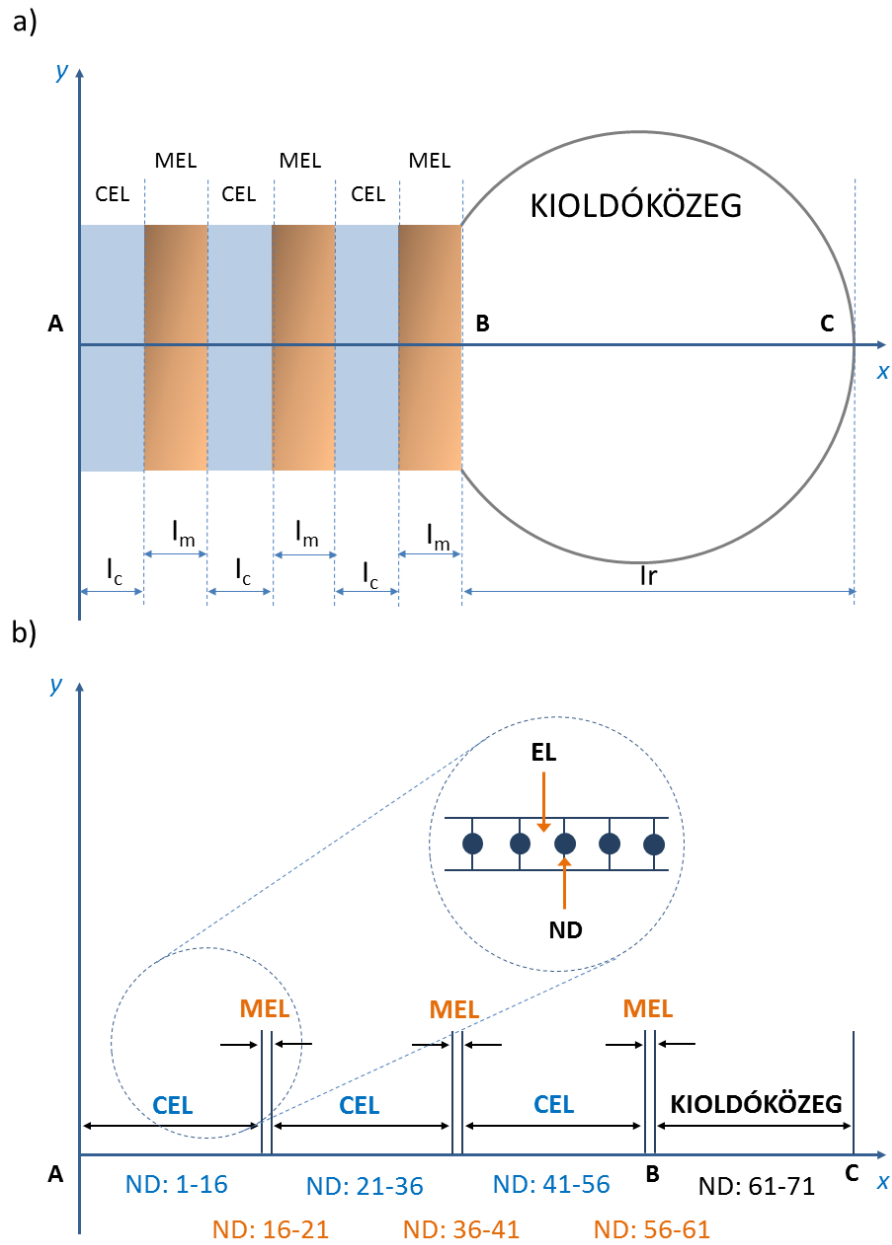 a)
y
MEL MEL MEL
CEL CEL CEL
KIOLDÓKÖZEG
A B C
x
lm lm lm
lc lc lc lr
b)
y
EL
ND
MEL MEL MEL
CEL CEL CEL KIOLDÓKÖZEG
A B C x
ND: 1-16 ND: 21-36 ND: 41-56 ND: 61-71
ND: 16-21 ND: 36-41 ND: 56-61